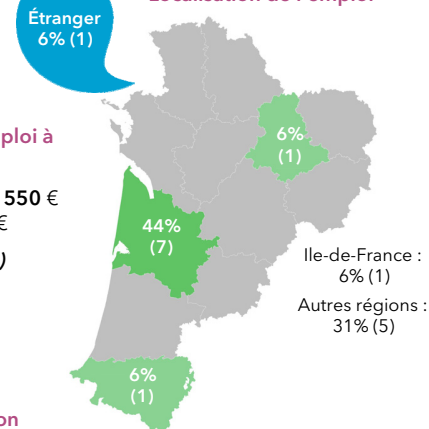 Étranger
6% (1)
ploi à
550 €
€
)
6%
(1)
44%
(7)
Ile-de-France :
6% (1)
Autres régions :
31% (5)
6%
(1)
on